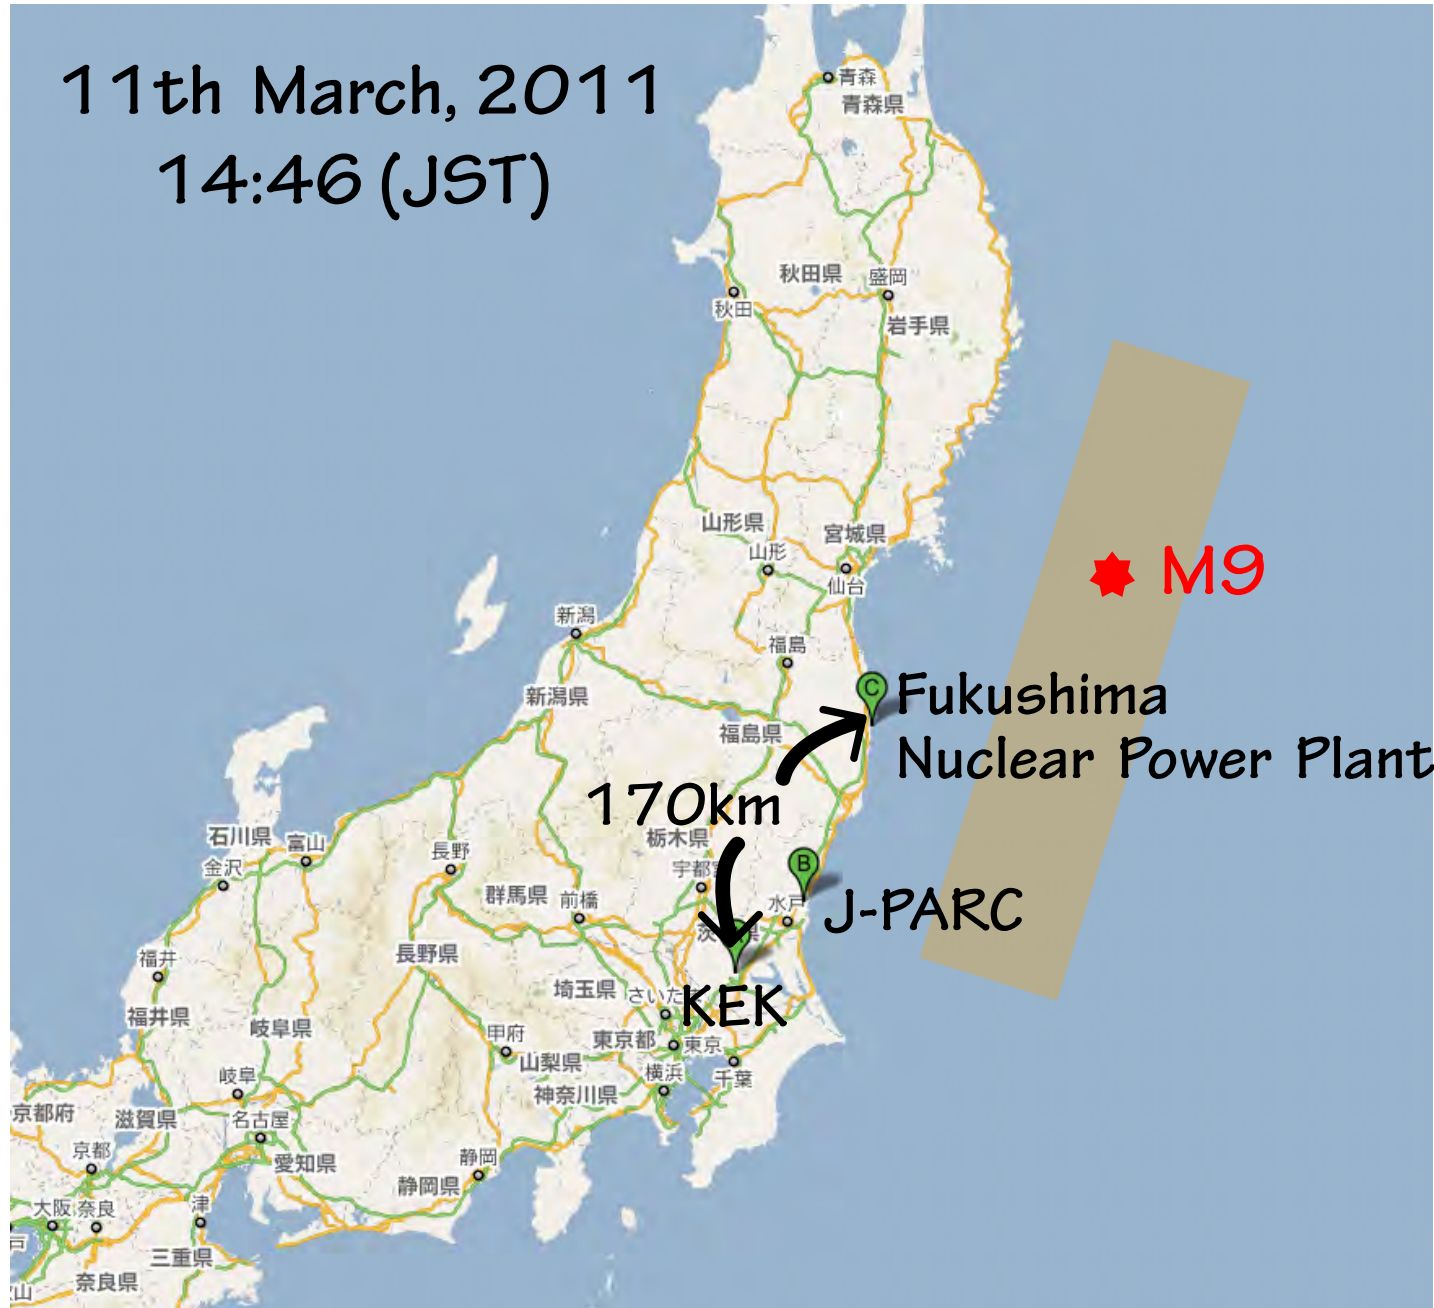 11th March, 2011
14:46 (JST)
青森
青森県
秋田県
盛岡
秋田
岩手県
山形県
宮城県
山形
仙台
M9
新潟
福島
C
Fukushima
新潟県
福島県
Nuclear Power Plant
170km
栃木県
石川県
富山
長野
金沢
宇都
B
群馬県
前橋
水戸
J-PARC
県
長野県
福井
埼玉県
KEK
福井県
岐阜県
甲府
東京都
東京
山梨県
横浜
千葉
岐阜
神奈川県
京都府
滋賀県
名古屋
京都
愛知県
静岡
静岡県
大阪
奈良
津
三重県
奈良県